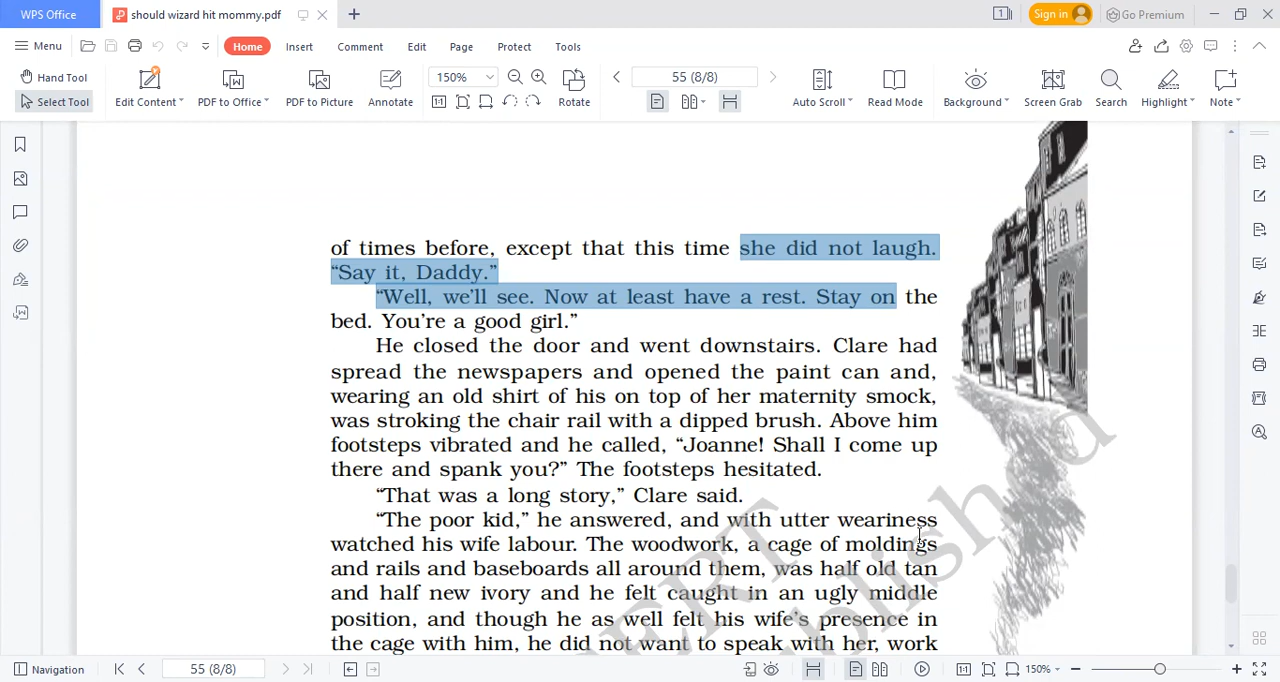 WPS Office
should wizard hit mommy.pdf
Sign in
Go Premium
Menu
Home
Insert
Comment
Edit
Page
Protect
Tools
Hand Tool
Select Tool
Edit Content
PDF to Office
PDF to Picture
Annotate
150%
Rotate
55 (8/8)
Auto Scroll
Read Mode
Background
Screen Grab
Search
Highlight
Note
of times before, except that this time she did not laugh.
“Say it, Daddy.”
“Well, we’ll see. Now at least have a rest. Stay on the
bed. You’re a good girl.”
He closed the door and went downstairs. Clare had
spread the newspapers and opened the paint can and,
wearing an old shirt of his on top of her maternity smock,
was stroking the chair rail with a dipped brush. Above him
footsteps vibrated and he called, “Joanne! Shall I come up
there and spank you?” The footsteps hesitated.
“That was a long story,” Clare said.
“The poor kid,” he answered, and with utter weariness
watched his wife labour. The woodwork, a cage of moldings
and rails and baseboards all around them, was half old tan
and half new ivory and he felt caught in an ugly middle
position, and though he as well felt his wife’s presence in
the cage with him, he did not want to speak with her, work
Navigation
55 (8/8)
150%